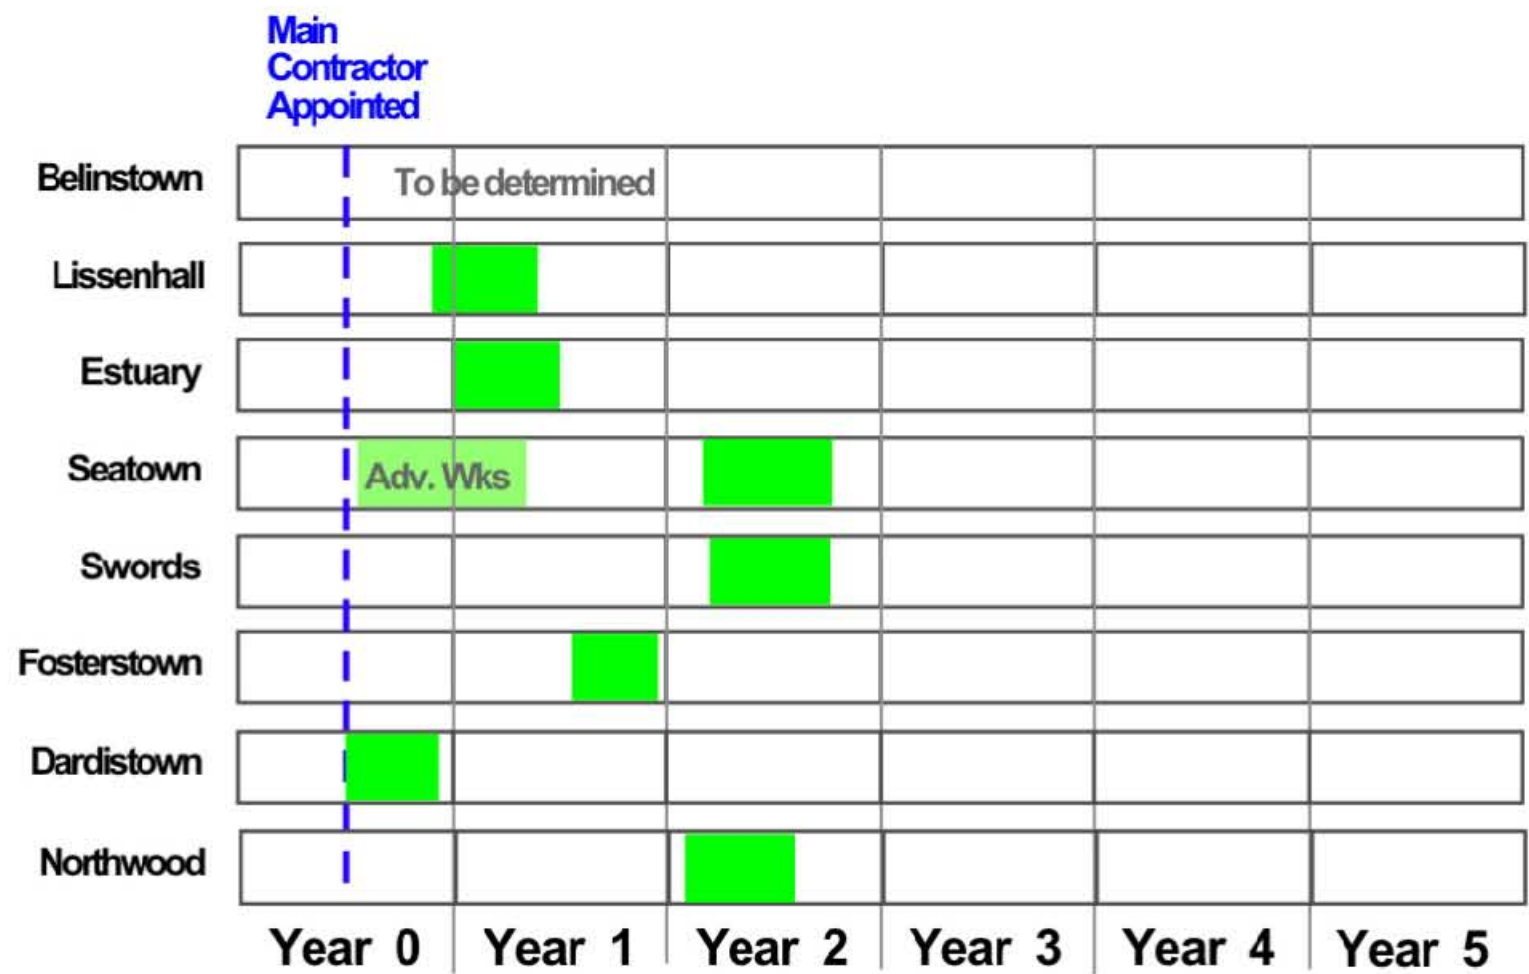 Main
Contractor
Appointed
Belinstown
To be determined
Lissenhall
Estuary
Seatown
Adv. Wks
Swords
Fosterstown
Dardistown
Northwood
Year 0 Year 1 Year 2 Year 3 Year 4 Year 5